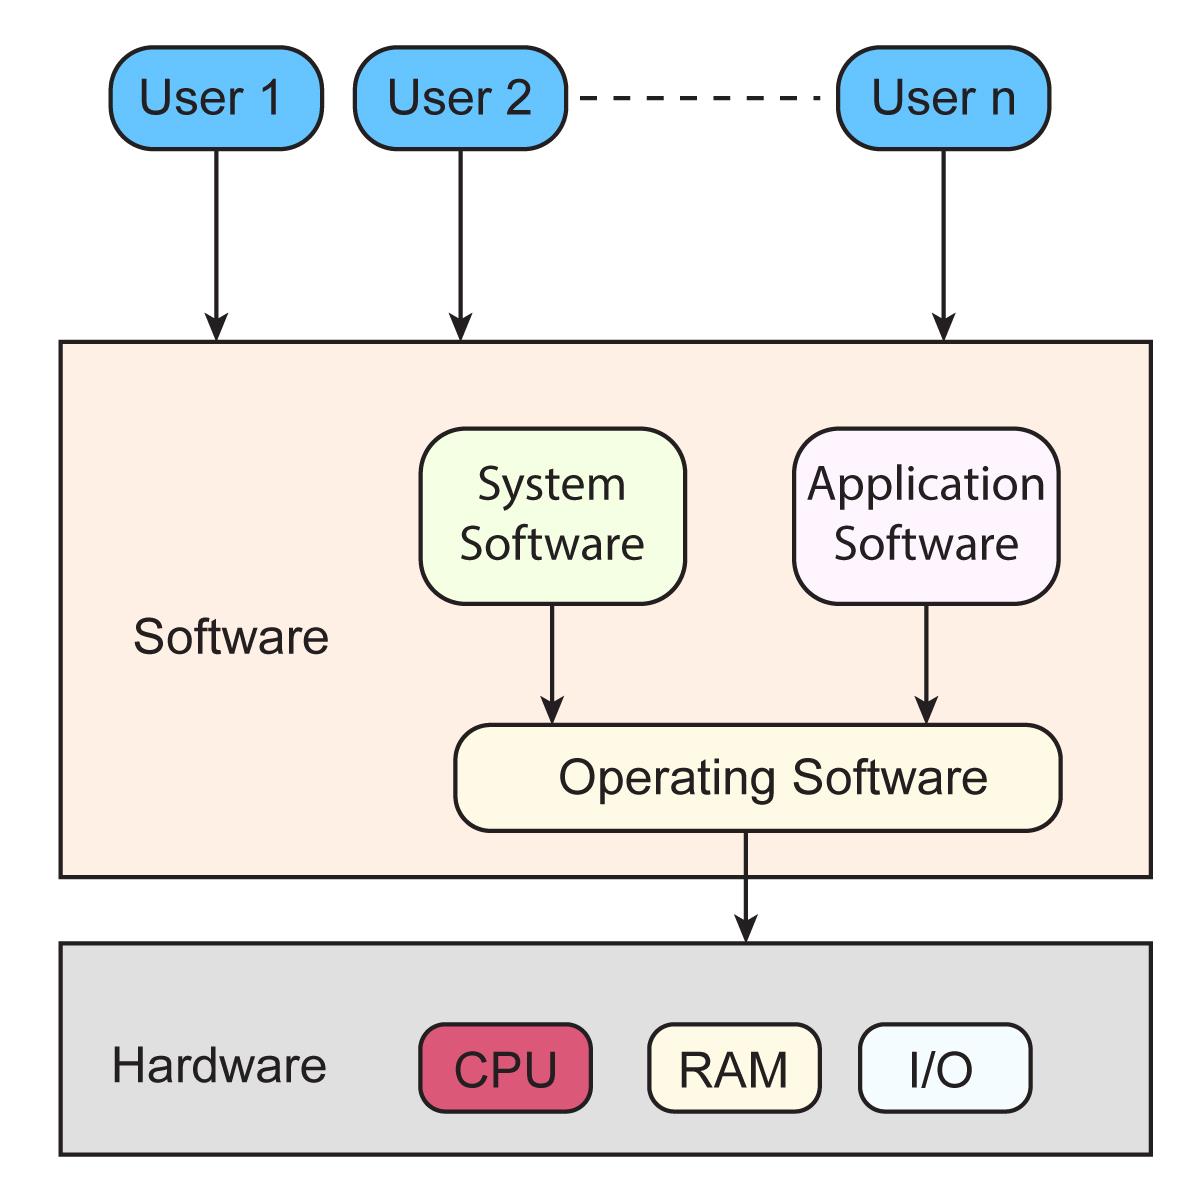 User 1
User 2
User n
System
Software
Application
Software
Software
Operating Software
Hardware
CPU
RAM
I/O